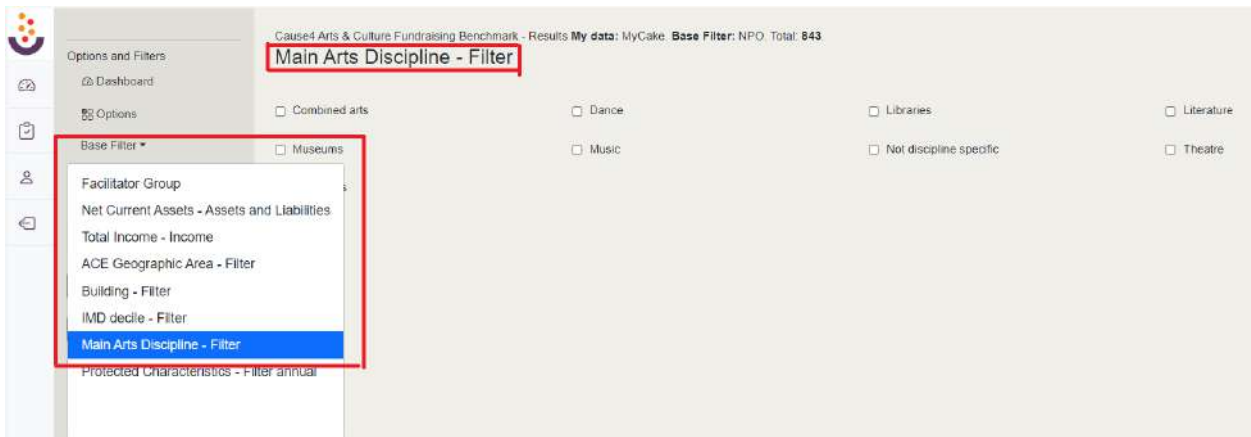 Cause4 Arts & Culture Fundraising Benchmark - Results My data: MyCake. Base Filter: NPO. Total: 843
Main Arts Discipline - Filter
Options and Filters
Dashboard
Options
Base Filter
Combined arts Dance Libraries Literature
Museums Music Not discipline specific Theatre
Facilitator Group
Net Current Assets - Assets and Liabilities
Total Income - Income
ACE Geographic Area - Filter
Building - Filter
IMD decile - Filter
Main Arts Discipline - Filter
Protected Characteristics - Filter annual